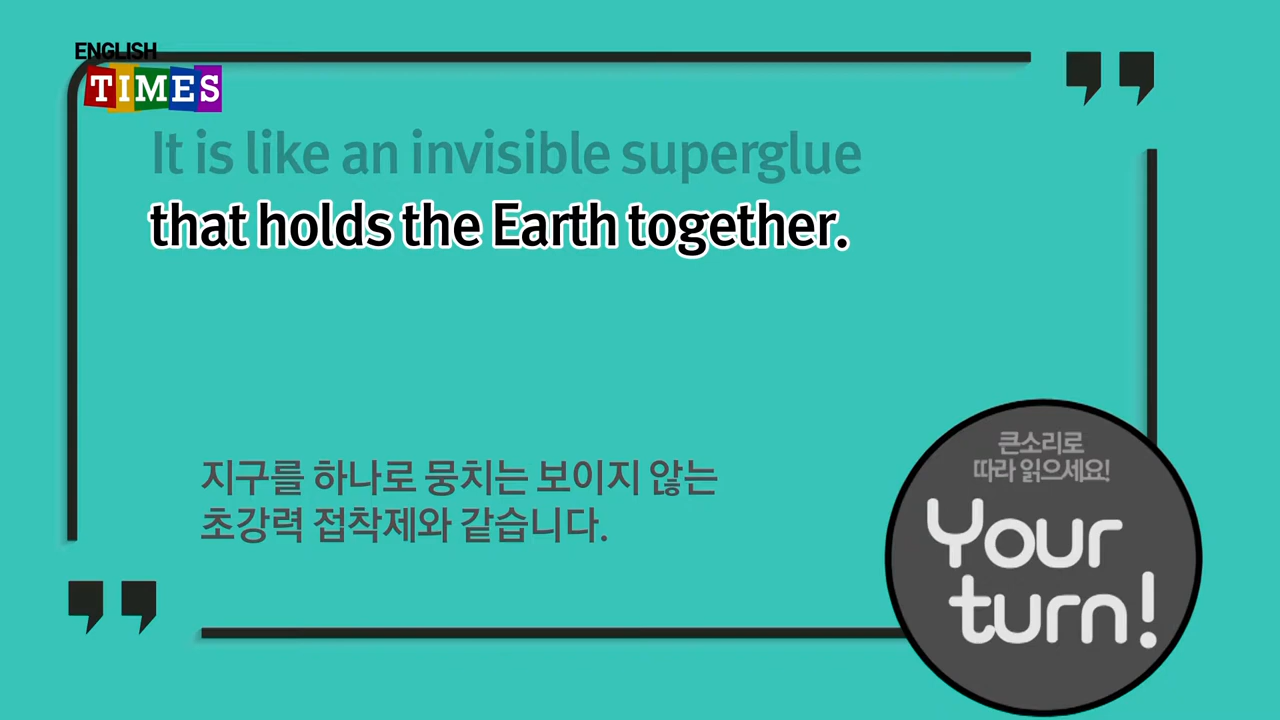 ENGLISH
TIMES
It is like an invisible superglue
that holds the Earth together.
지구를 하나로 뭉치는 보이지 않는
초강력 접착제와 같습니다.
큰소리로
따라 읽으세요!
Your
turn!